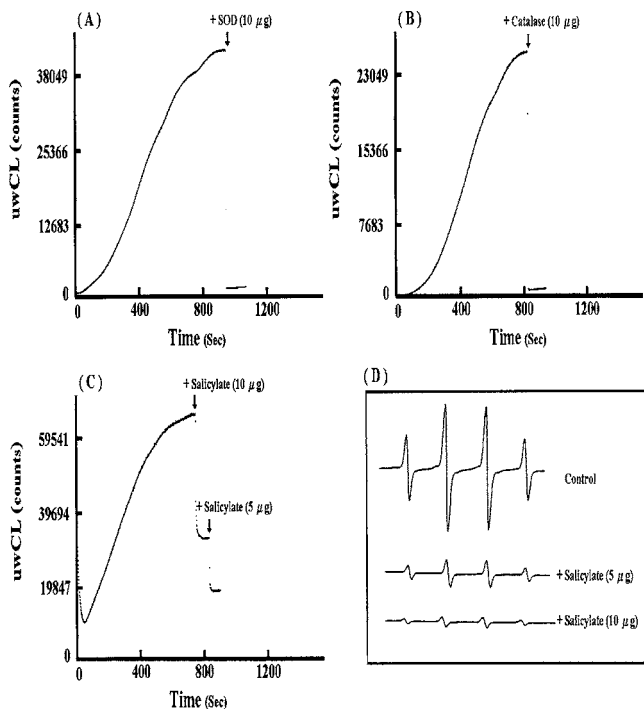 (A)
+ SOD (10 μg)
uwCL (counts)
38049
25366
12683
0
0
400
800
1200
Time (Sec)
(B)
+ Catalase (10 μg)
uwCL (counts)
23049
15366
7683
0
0
400
800
1200
Time (Sec)
(C)
+ Salicylate (10 μg)
+ Salicylate (5 μg)
uwCL (counts)
59541
39694
19847
0
0
400
800
1200
Time (Sec)
(D)
Control
+ Salicylate (5 μg)
+ Salicylate (10 μg)